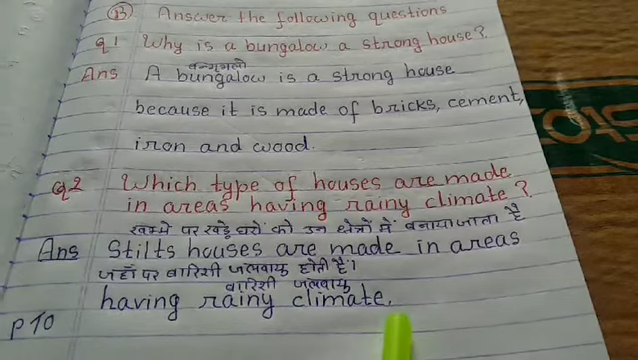 B Answer the following questions
Q1 Why is a bungalow a strong house?
बन्गलो
Ans A bungalow is a strong house
because it is made of bricks, cement,
iron and wood.
Q2 Which type of houses are made
in areas having rainy climate?
खम्भे पर खड़े घरों को उन क्षेत्रों में बनाया जाता है
Ans Stilts houses are made in areas
जहाँ पर बारिशी जलवायु होती है।
बारिशी जलवायु
having rainy climate.
P 10